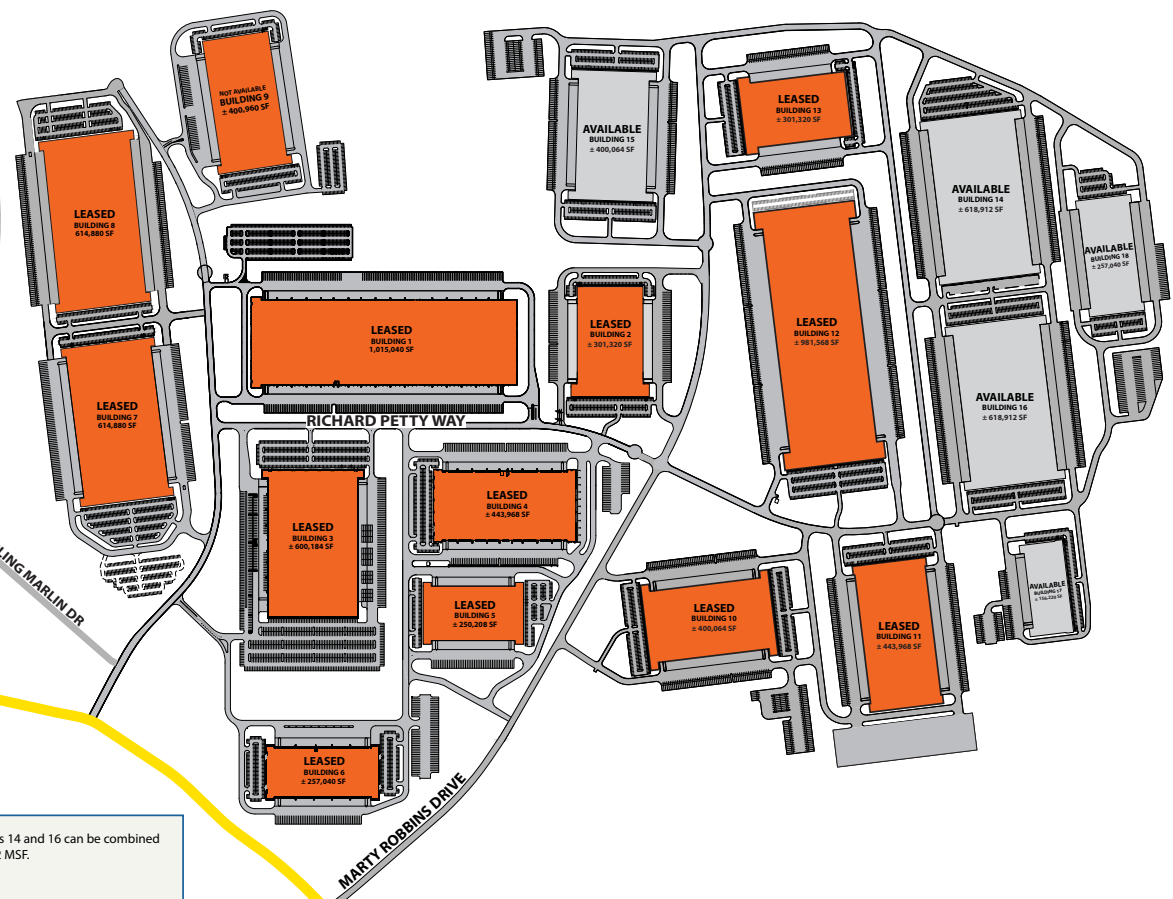 NOT AVAILABLE
BUILDING 9
± 400,960 SF
LEASED
BUILDING 8
614,880 SF
LEASED
BUILDING 7
614,880 SF
LEASED
BUILDING 1
1,015,040 SF
AVAILABLE
BUILDING 15
± 400,064 SF
LEASED
BUILDING 13
± 301,320 SF
AVAILABLE
BUILDING 14
± 618,912 SF
AVAILABLE
BUILDING 18
± 257,040 SF
LEASED
BUILDING 2
± 301,320 SF
LEASED
BUILDING 12
± 981,568 SF
AVAILABLE
BUILDING 16
± 618,912 SF
RICHARD PETTY WAY
LEASED
BUILDING 3
± 600,184 SF
LEASED
BUILDING 4
± 443,968 SF
LEASED
BUILDING 5
± 250,208 SF
LEASED
BUILDING 10
± 400,064 SF
LEASED
BUILDING 11
± 443,968 SF
AVAILABLE
BUILDING 17
LING MARLIN DR
LEASED
BUILDING 6
± 257,040 SF
MARTY ROBBINS DRIVE
s 14 and 16 can be combined
2 MSF.